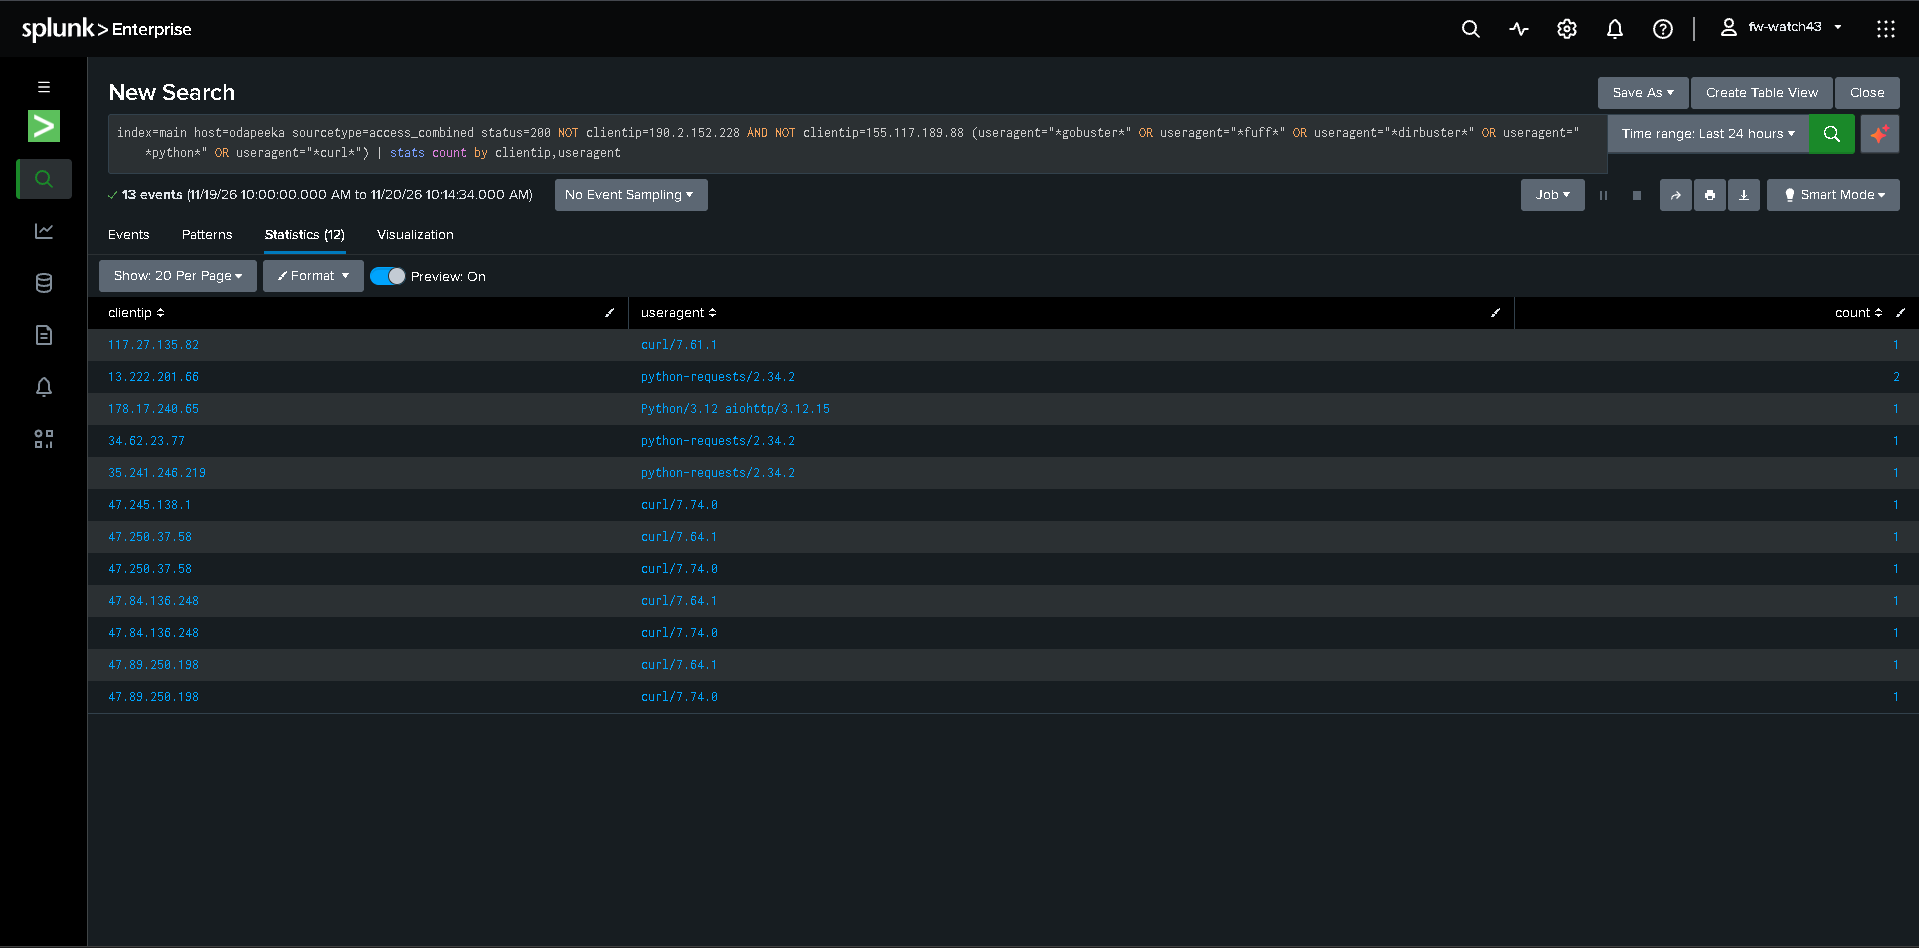 splunk> Enterprise
fw-watch43
New Search
Save As
Create Table View
Close
index=main host=odapeeka sourcetype=access_combined status=200 NOT clientip=190.2.152.228 AND NOT clientip=155.117.189.88 (useragent="*gobuster*" OR useragent="*fuff*" OR useragent="*dirbuster*" OR useragent="
*python*" OR useragent="*curl*") | stats count by clientip,useragent
Time range: Last 24 hours
13 events (11/19/26 10:00:00.000 AM to 11/20/26 10:14:34.000 AM)
No Event Sampling
Job
Smart Mode
Events
Patterns
Statistics (12)
Visualization
Show: 20 Per Page
Format
Preview: On
clientip useragent count
117.27.135.82 curl/7.61.1 1
13.222.201.66 python-requests/2.34.2 2
178.17.240.65 Python/3.12 aiohttp/3.12.15 1
34.62.23.77 python-requests/2.34.2 1
35.241.246.219 python-requests/2.34.2 1
47.245.138.1 curl/7.74.0 1
47.250.37.58 curl/7.64.1 1
47.250.37.58 curl/7.74.0 1
47.84.136.248 curl/7.64.1 1
47.84.136.248 curl/7.74.0 1
47.89.250.198 curl/7.64.1 1
47.89.250.198 curl/7.74.0 1